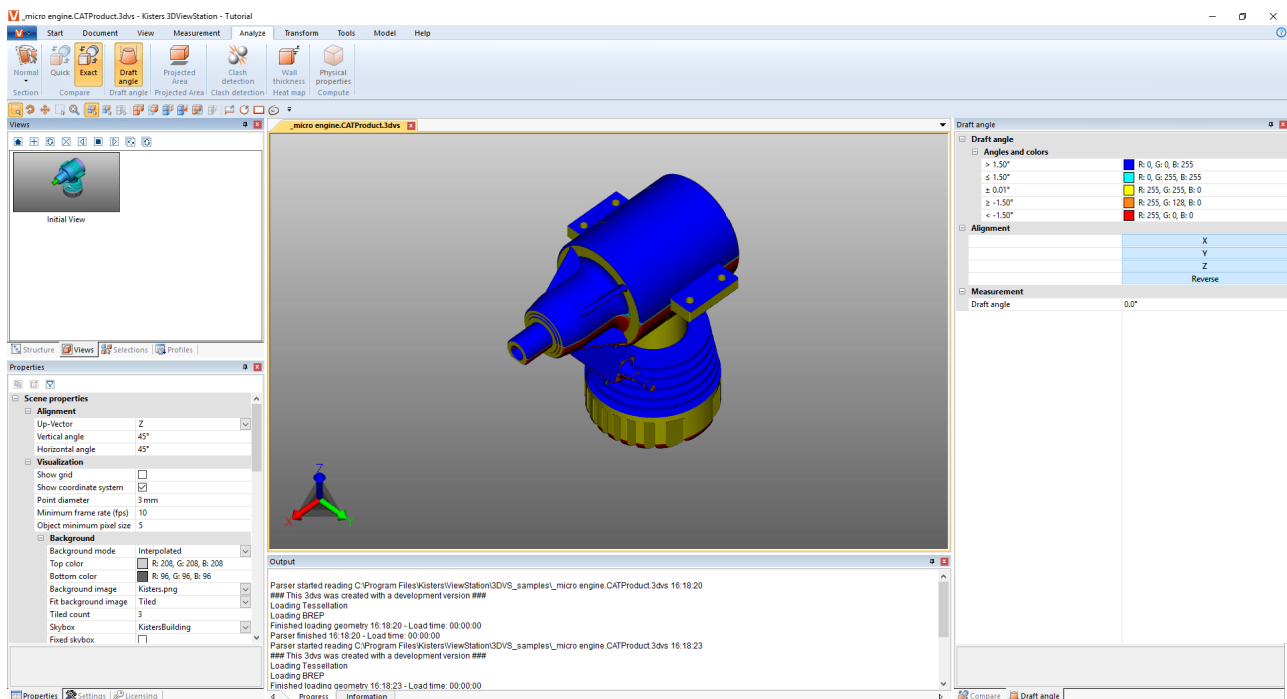 _micro engine.CATProduct.3dvs - Kisters 3DViewStation - Tutorial
Start Document View Measurement Analyze Transform Tools Model Help
Normal Quick Exact Draft angle Projected Area Clash detection Wall thickness Physical properties
Section Compare Draft angle Projected Area Clash detection Heat map Compute
Views
Initial View
Structure Views Selections Profiles
Properties
Scene properties
Alignment
Up-Vector Z
Vertical angle 45°
Horizontal angle 45°
Visualization
Show grid
Show coordinate system
Point diameter 3 mm
Minimum frame rate (fps) 10
Object minimum pixel size 5
Background
Background mode Interpolated
Top color R: 208, G: 208, B: 208
Bottom color R: 96, G: 96, B: 96
Background image Kisters.png
Fit background image Tiled
Tiled count 3
Skybox KistersBuilding
Fixed skybox
Properties Settings Licensing
_micro engine.CATProduct.3dvs
Z
X
Y
Output
Parser started reading C:\Program Files\Kisters\ViewStation\3DVS_samples\_micro engine.CATProduct.3dvs 16:18:20
### This 3dvs was created with a development version ###
Loading Tessellation
Loading BREP
Finished loading geometry 16:18:20 - Load time: 00:00:00
Parser finished 16:18:20 - Load time: 00:00:00
Parser started reading C:\Program Files\Kisters\ViewStation\3DVS_samples\_micro engine.CATProduct.3dvs 16:18:23
### This 3dvs was created with a development version ###
Loading Tessellation
Loading BREP
Finished loading geometry 16:18:23 - Load time: 00:00:00
Progress Information
Draft angle
Draft angle
Angles and colors
> 1.50° R: 0, G: 0, B: 255
≤ 1.50° R: 0, G: 255, B: 255
± 0.01° R: 255, G: 255, B: 0
≥ -1.50° R: 255, G: 128, B: 0
< -1.50° R: 255, G: 0, B: 0
Alignment
X
Y
Z
Reverse
Measurement
Draft angle 0.0°
Compare Draft angle